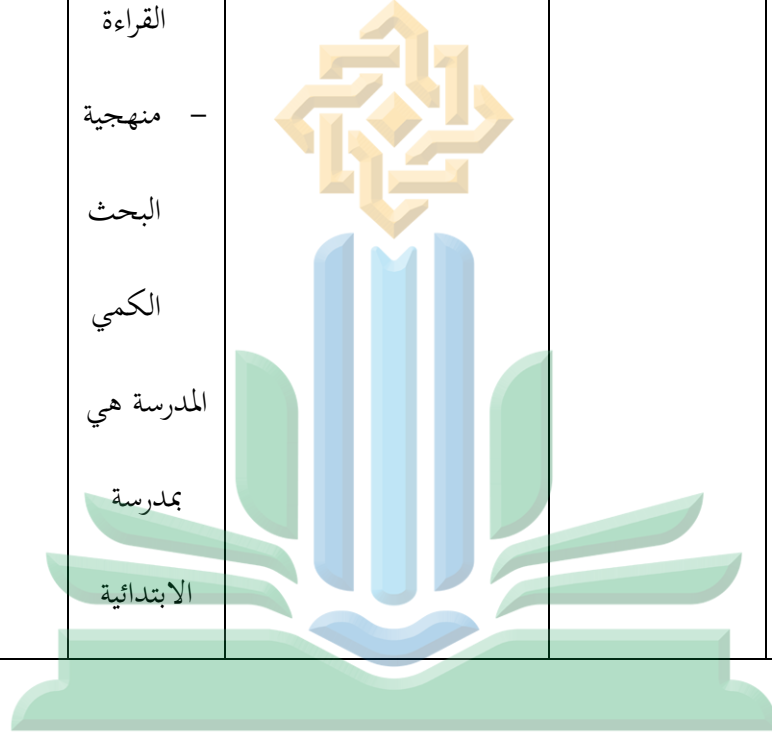 القراءة
– منهجية
البحث
الكمي
المدرسة هي
بمدرسة
الابتدائية